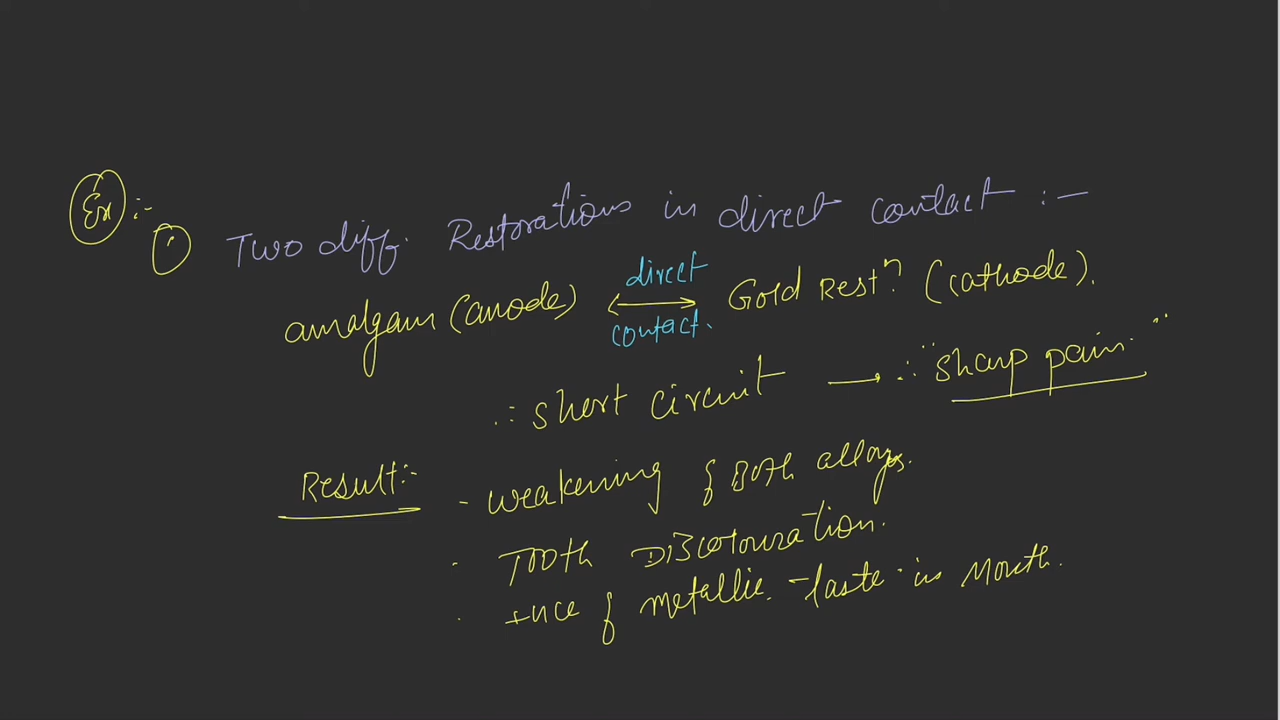 Ex :-
① Two diff. Restorations in direct contact :-
direct
amalgam (anode) ⟷ Gold Restⁿ (cathode).
contact.
∴ short circuit → ∴ "sharp pain."
Result:- - weakening of Both alloys.
· Tooth Discolouration.
· +nce of metallic taste in Mouth.